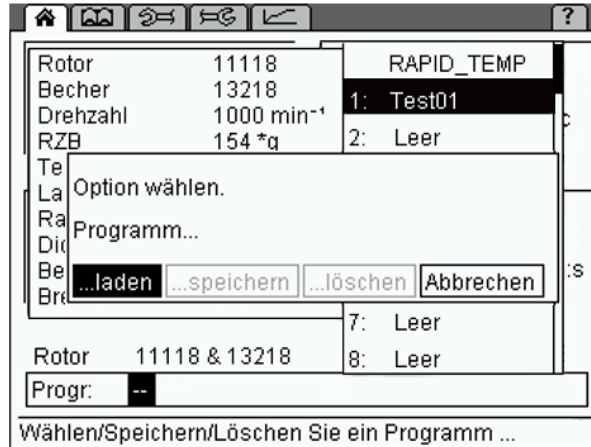 ?
Rotor 11118
Becher 13218
Drehzahl 1000 min⁻¹
RZB 154 *g
Te
La
Ra
Be
RAPID_TEMP
1: Test01
2: Leer
Option wählen.
Programm...
...laden ...speichern ...löschen Abbrechen
:s
7: Leer
8: Leer
Rotor 11118 & 13218
Progr: --
Wählen/Speichern/Löschen Sie ein Programm ...